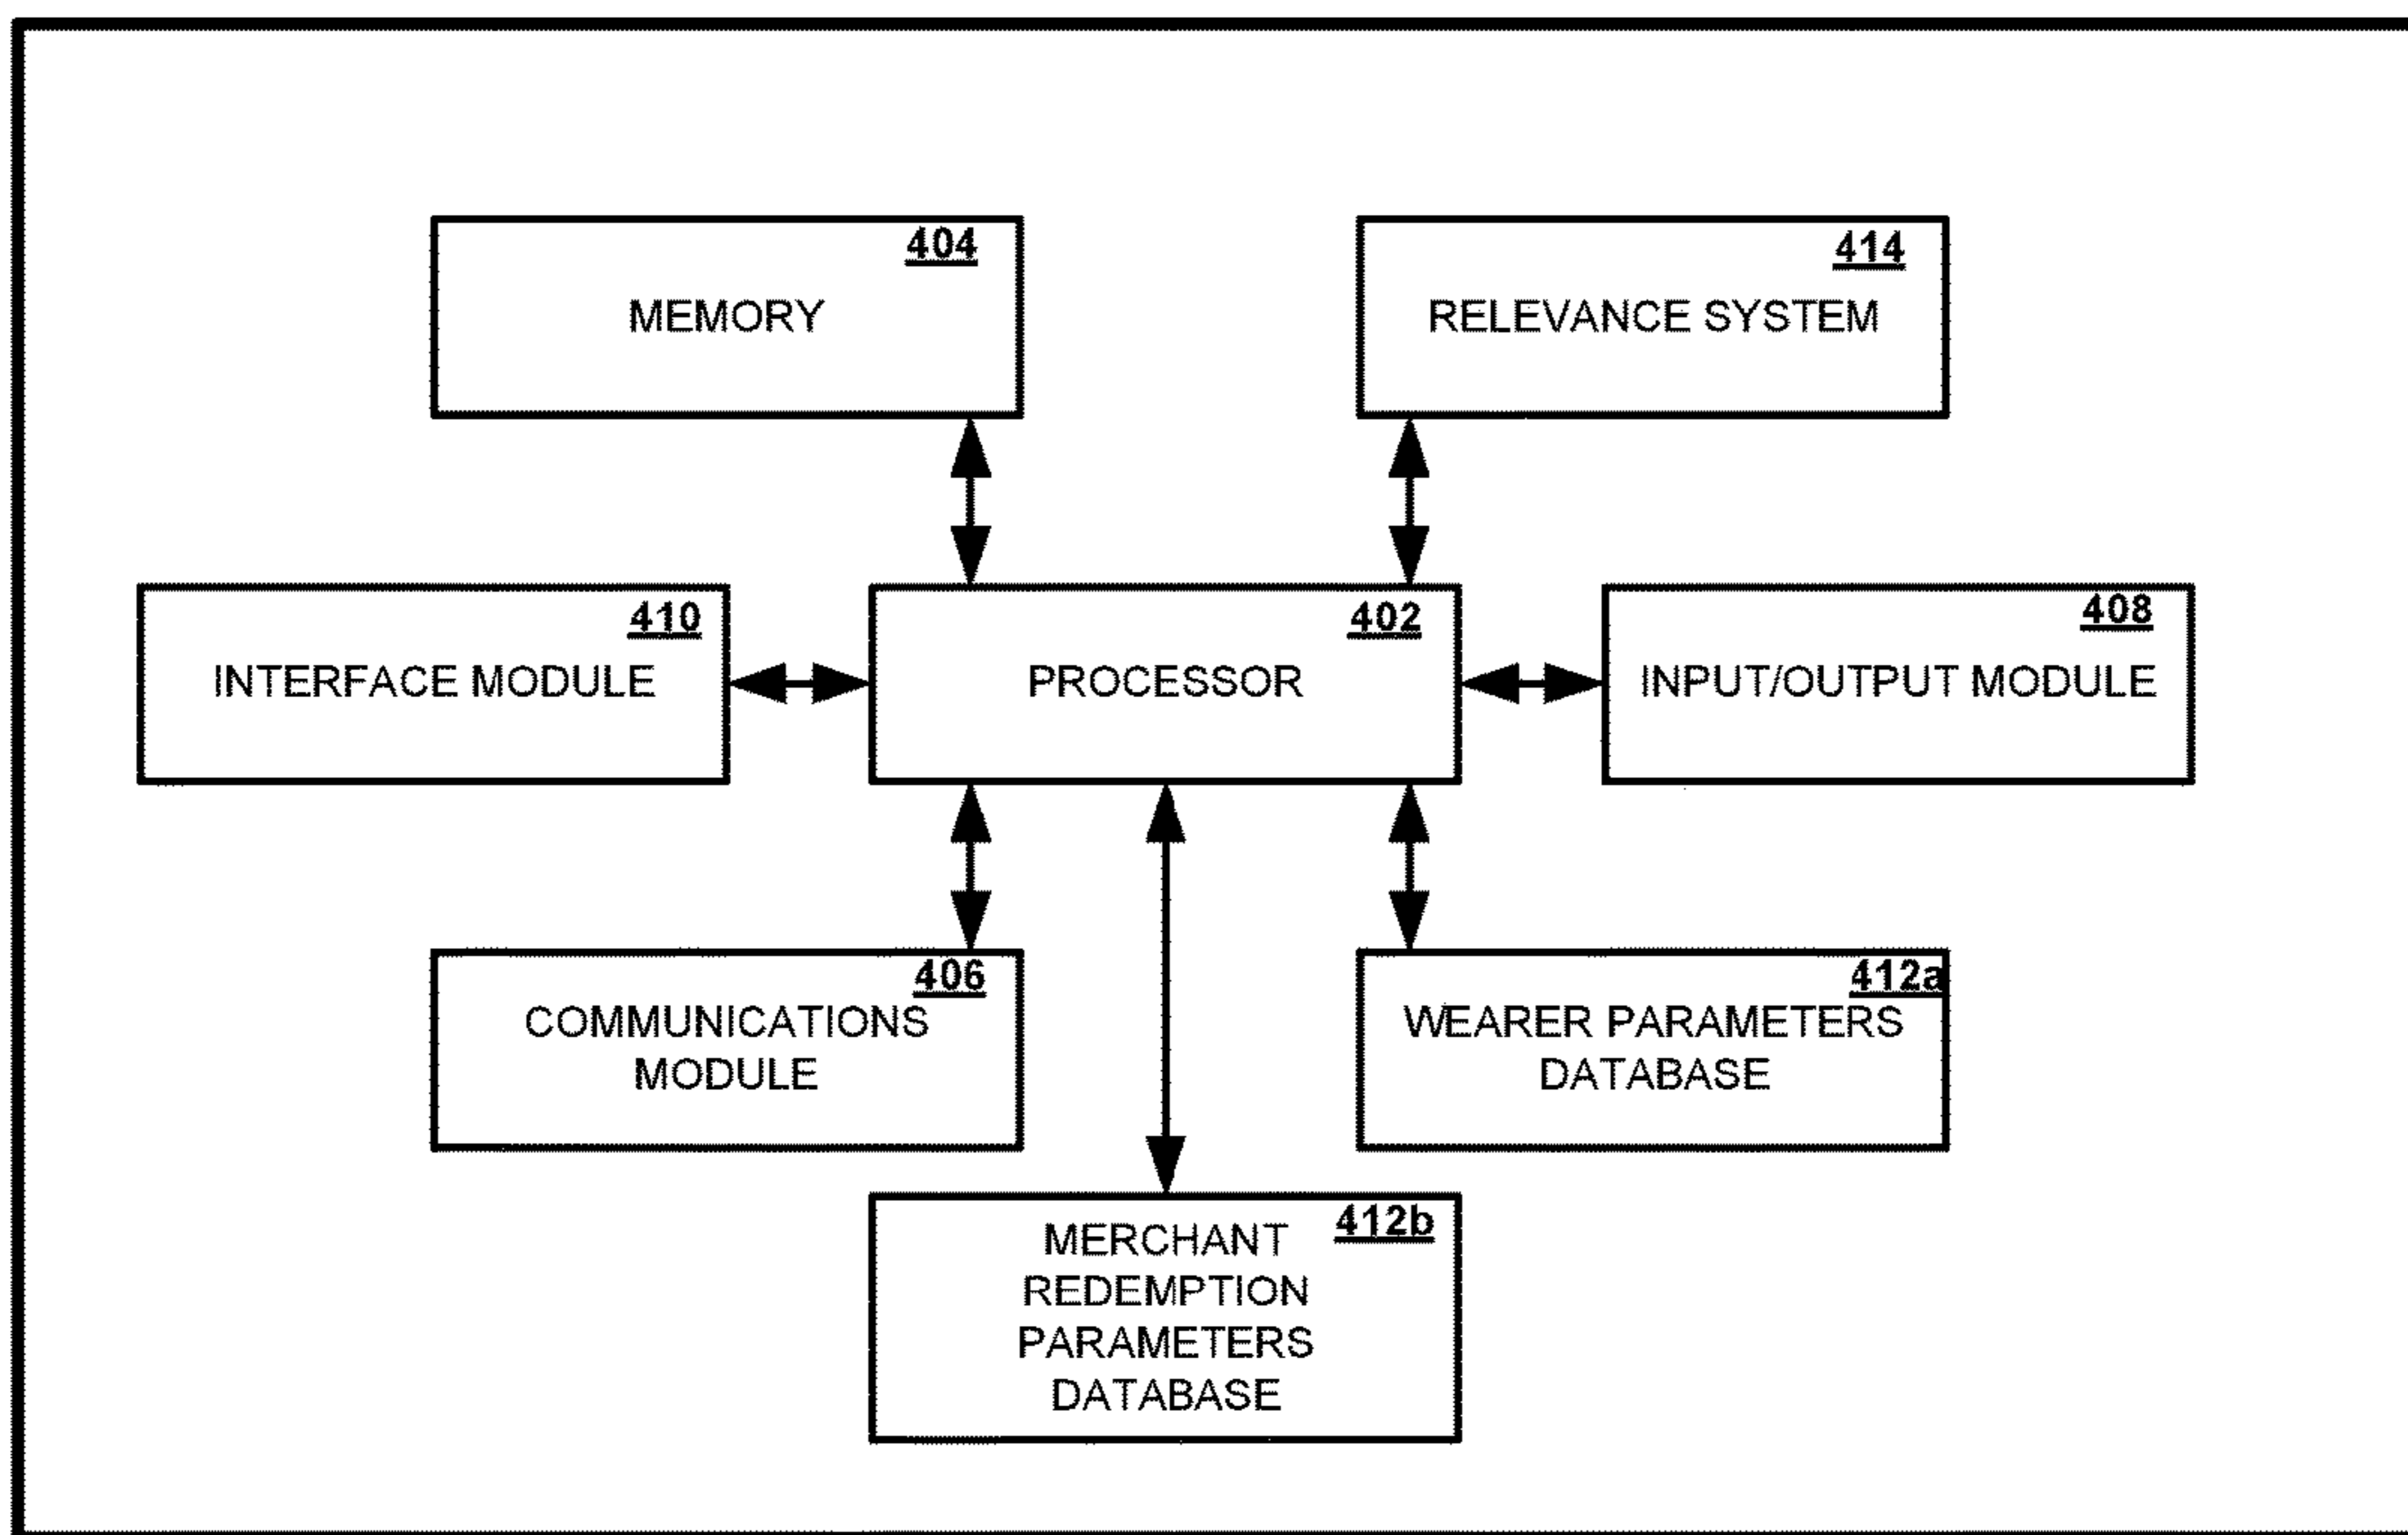 404
MEMORY
414
RELEVANCE SYSTEM
410
INTERFACE MODULE
402
PROCESSOR
408
INPUT/OUTPUT MODULE
406
COMMUNICATIONS
MODULE
412a
WEARER PARAMETERS
DATABASE
412b
MERCHANT
REDEMPTION
PARAMETERS
DATABASE